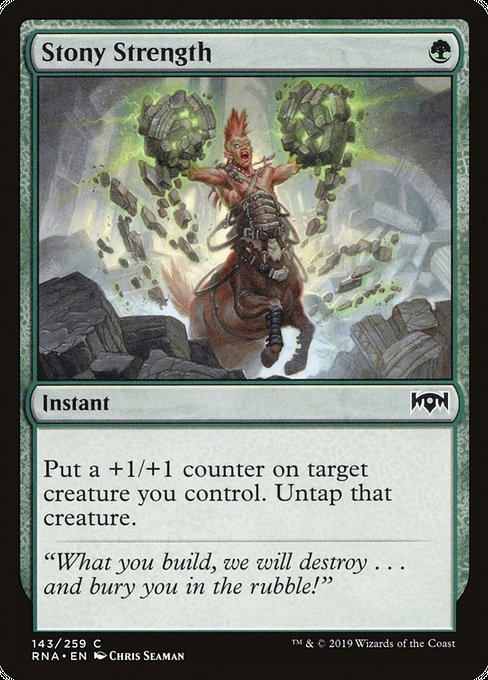 Stony Strength
Instant
Put a +1/+1 counter on target
creature you control. Untap that
creature.
“What you build, we will destroy . . .
and bury you in the rubble!”
143/259 C
RNA • EN Chris Seaman
™ & © 2019 Wizards of the Coast